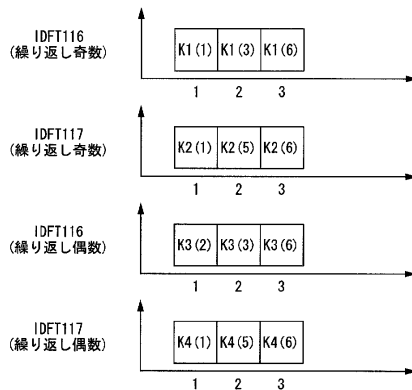 IDFT116
(繰り返し奇数)
K1(1) K1(3) K1(6)
1 2 3
IDFT117
(繰り返し奇数)
K2(1) K2(5) K2(6)
1 2 3
IDFT116
(繰り返し偶数)
K3(2) K3(3) K3(6)
1 2 3
IDFT117
(繰り返し偶数)
K4(1) K4(5) K4(6)
1 2 3